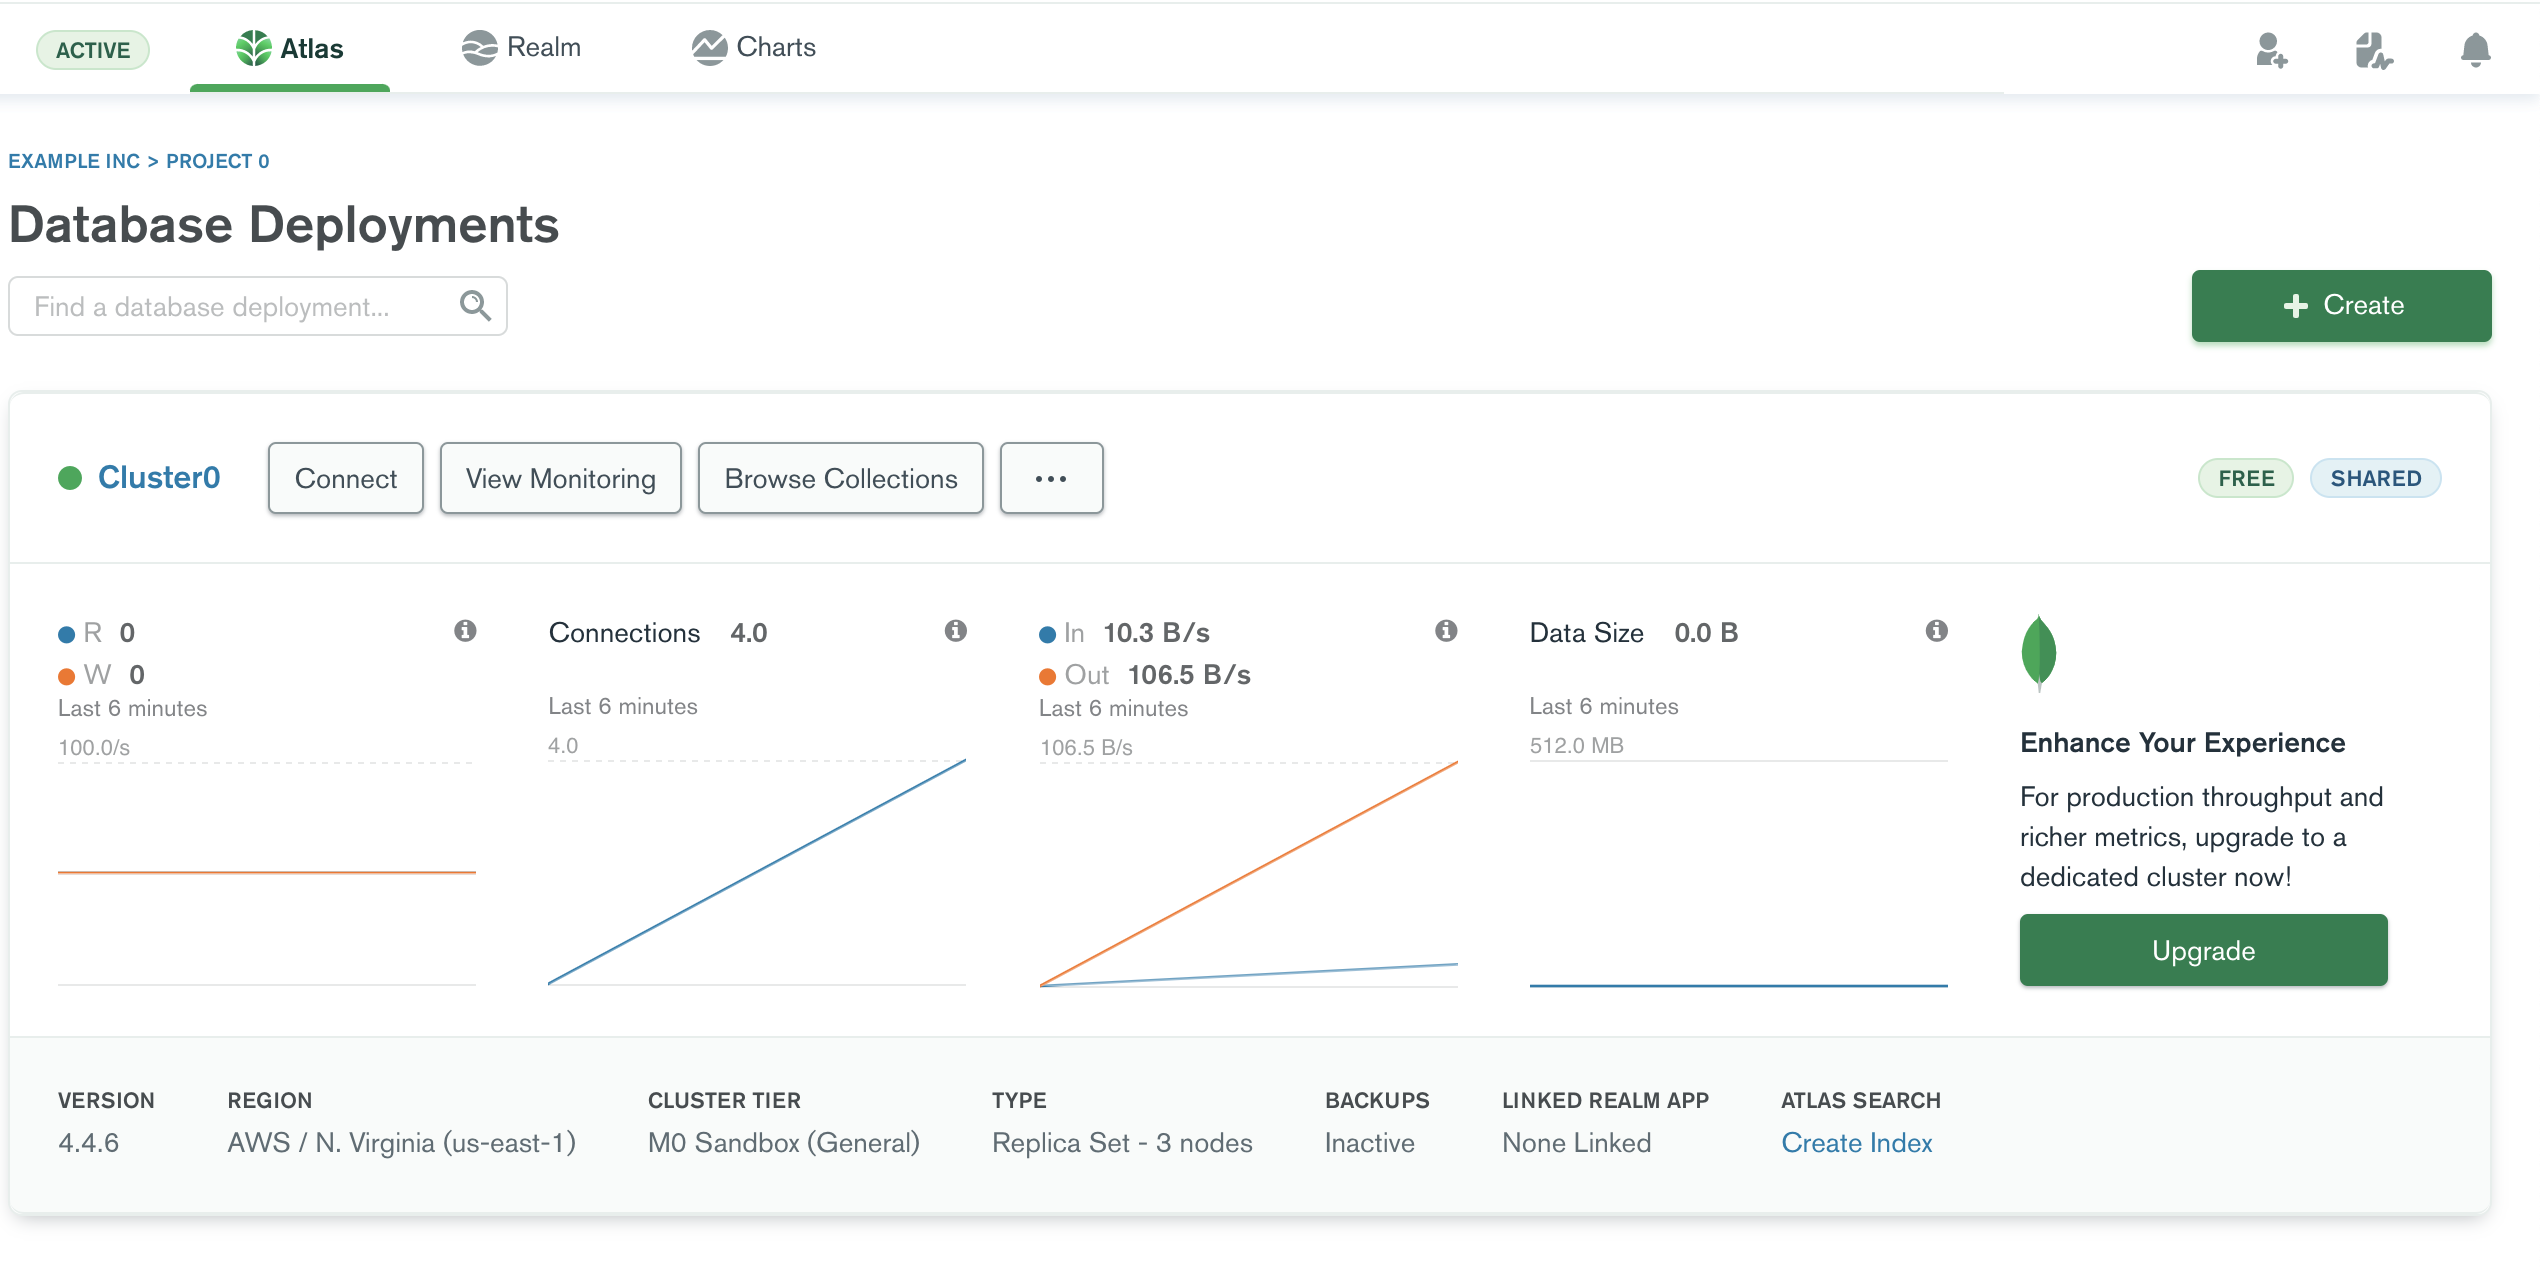 ACTIVE
Atlas
Realm
Charts
EXAMPLE INC > PROJECT 0
Database Deployments
Find a database deployment...
Create
Cluster0
Connect
View Monitoring
Browse Collections
...
FREE
SHARED
R 0
W 0
Last 6 minutes
100.0/s
Connections 4.0
Last 6 minutes
4.0
In 10.3 B/s
Out 106.5 B/s
Last 6 minutes
106.5 B/s
Data Size 0.0 B
Last 6 minutes
512.0 MB
Enhance Your Experience
For production throughput and
richer metrics, upgrade to a
dedicated cluster now!
Upgrade
VERSION
4.4.6
REGION
AWS / N. Virginia (us-east-1)
CLUSTER TIER
M0 Sandbox (General)
TYPE
Replica Set - 3 nodes
BACKUPS
Inactive
LINKED REALM APP
None Linked
ATLAS SEARCH
Create Index